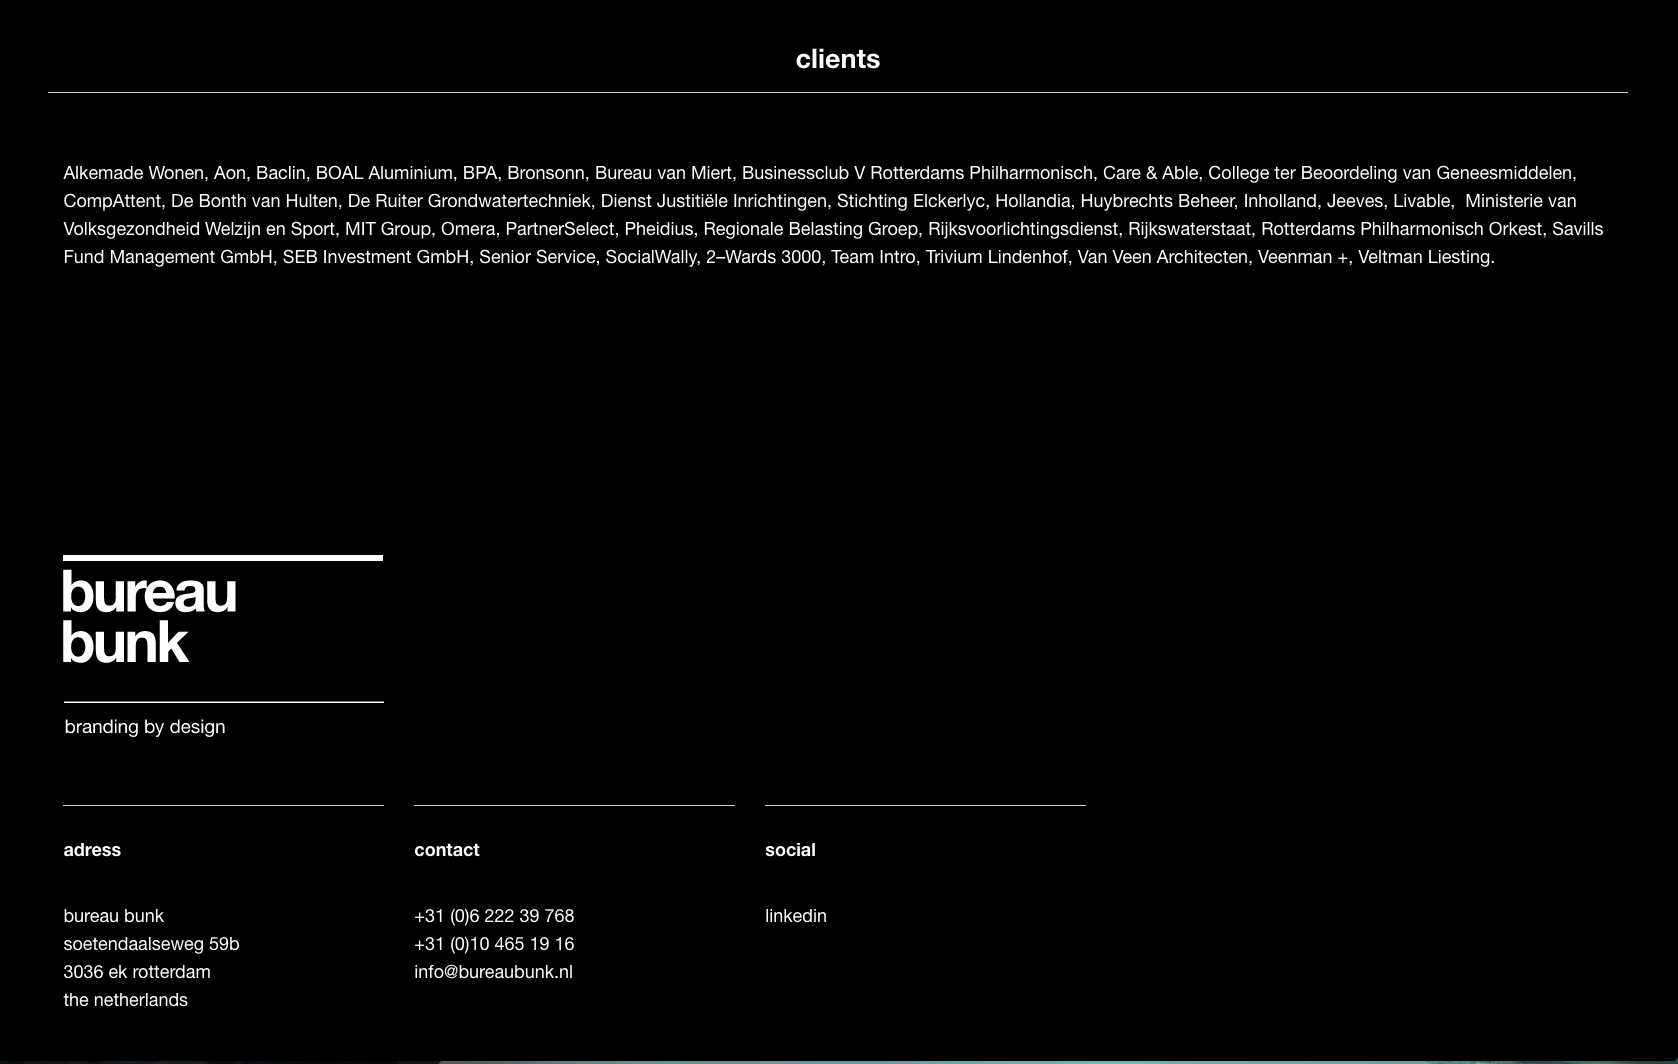 clients
Alkemade Wonen, Aon, Baclin, BOAL Aluminium, BPA, Bronsonn, Bureau van Miert, Businessclub V Rotterdams Philharmonisch, Care & Able, College ter Beoordeling van Geneesmiddelen,
CompAttent, De Bonth van Hulten, De Ruiter Grondwatertechniek, Dienst Justitiële Inrichtingen, Stichting Elckerlyc, Hollandia, Huybrechts Beheer, Inholland, Jeeves, Livable,  Ministerie van
Volksgezondheid Welzijn en Sport, MIT Group, Omera, PartnerSelect, Pheidius, Regionale Belasting Groep, Rijksvoorlichtingsdienst, Rijkswaterstaat, Rotterdams Philharmonisch Orkest, Savills
Fund Management GmbH, SEB Investment GmbH, Senior Service, SocialWally, 2–Wards 3000, Team Intro, Trivium Lindenhof, Van Veen Architecten, Veenman +, Veltman Liesting.
bureau
bunk
branding by design
adress
bureau bunk
soetendaalseweg 59b
3036 ek rotterdam
the netherlands
contact
+31 (0)6 222 39 768
+31 (0)10 465 19 16
info@bureaubunk.nl
social
linkedin